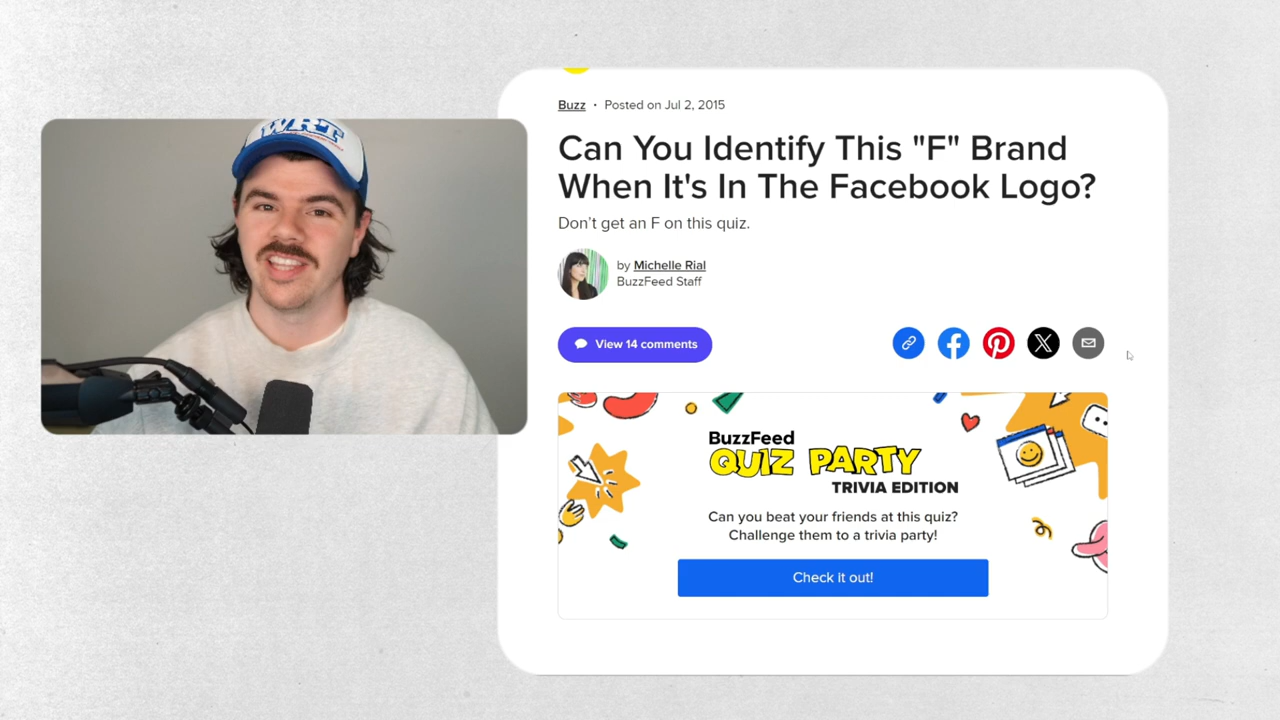 WRT
Buzz · Posted on Jul 2, 2015
Can You Identify This "F" Brand
When It's In The Facebook Logo?
Don't get an F on this quiz.
by Michelle Rial
BuzzFeed Staff
View 14 comments
BuzzFeed
QUIZ PARTY
TRIVIA EDITION
Can you beat your friends at this quiz?
Challenge them to a trivia party!
Check it out!